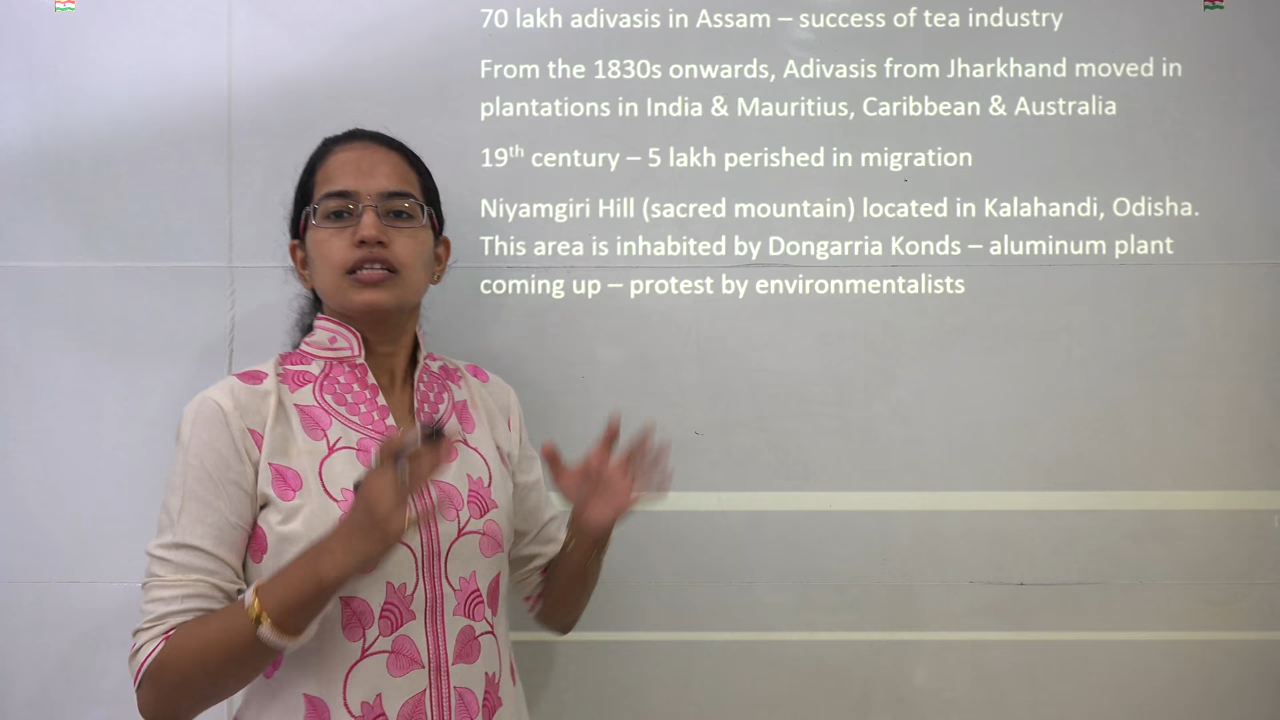 70 lakh adivasis in Assam – success of tea industry
From the 1830s onwards, Adivasis from Jharkhand moved in
plantations in India & Mauritius, Caribbean & Australia
19th century – 5 lakh perished in migration
Niyamgiri Hill (sacred mountain) located in Kalahandi, Odisha.
This area is inhabited by Dongarria Konds – aluminum plant
coming up – protest by environmentalists